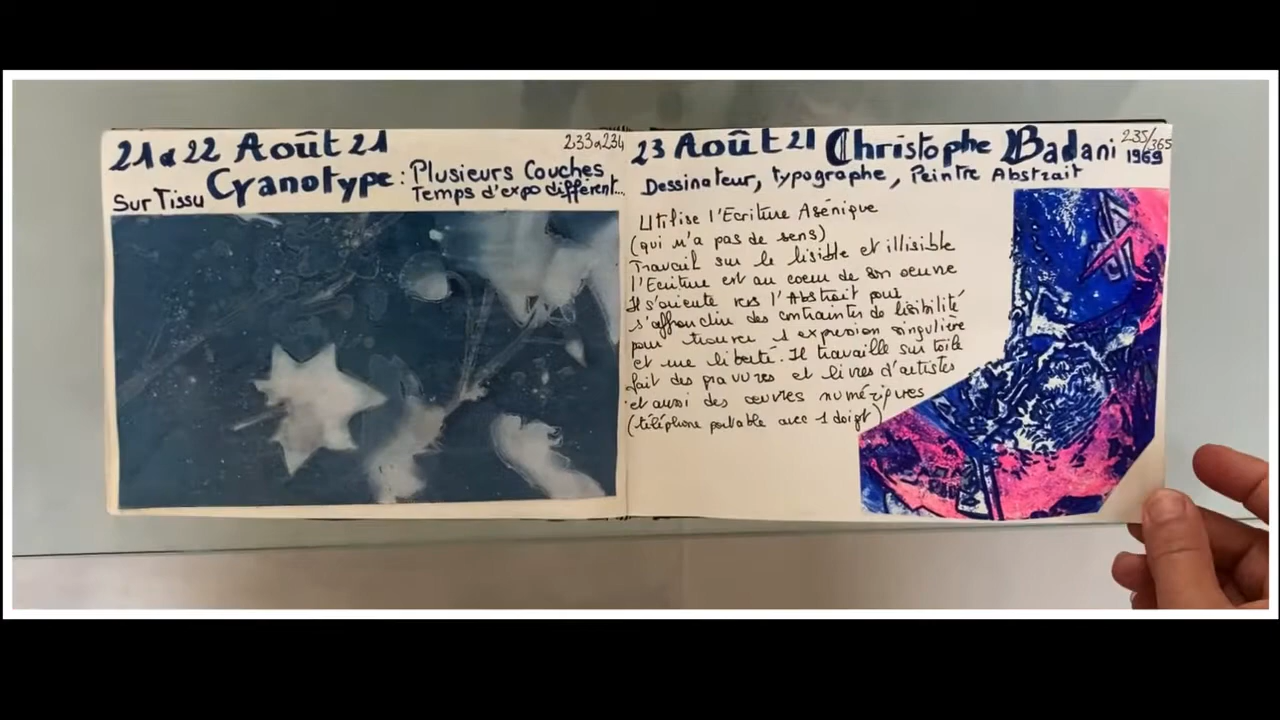 21 à 22 Août 21
233 à 234
Sur Tissu Cyanotype : Plusieurs Couches
Temps d'expo différent...
23 Août 21 Christophe Badani 235/365
1969
Dessinateur, typographe, Peintre Abstrait
Utilise l'Ecriture Asénique
(qui n'a pas de sens)
Travail sur le lisible et illisible
l'Ecriture est au coeur de son oeuvre
Il s'oriente vers l'Abstrait pour
s'affranchir des contraintes de lisibilité
pour trouver 1 expression singulière
et une liberté. Il travaille sur toile
fait des gravures et livres d'artistes
et aussi des œuvres numériques
(téléphone portable avec 1 doigt)